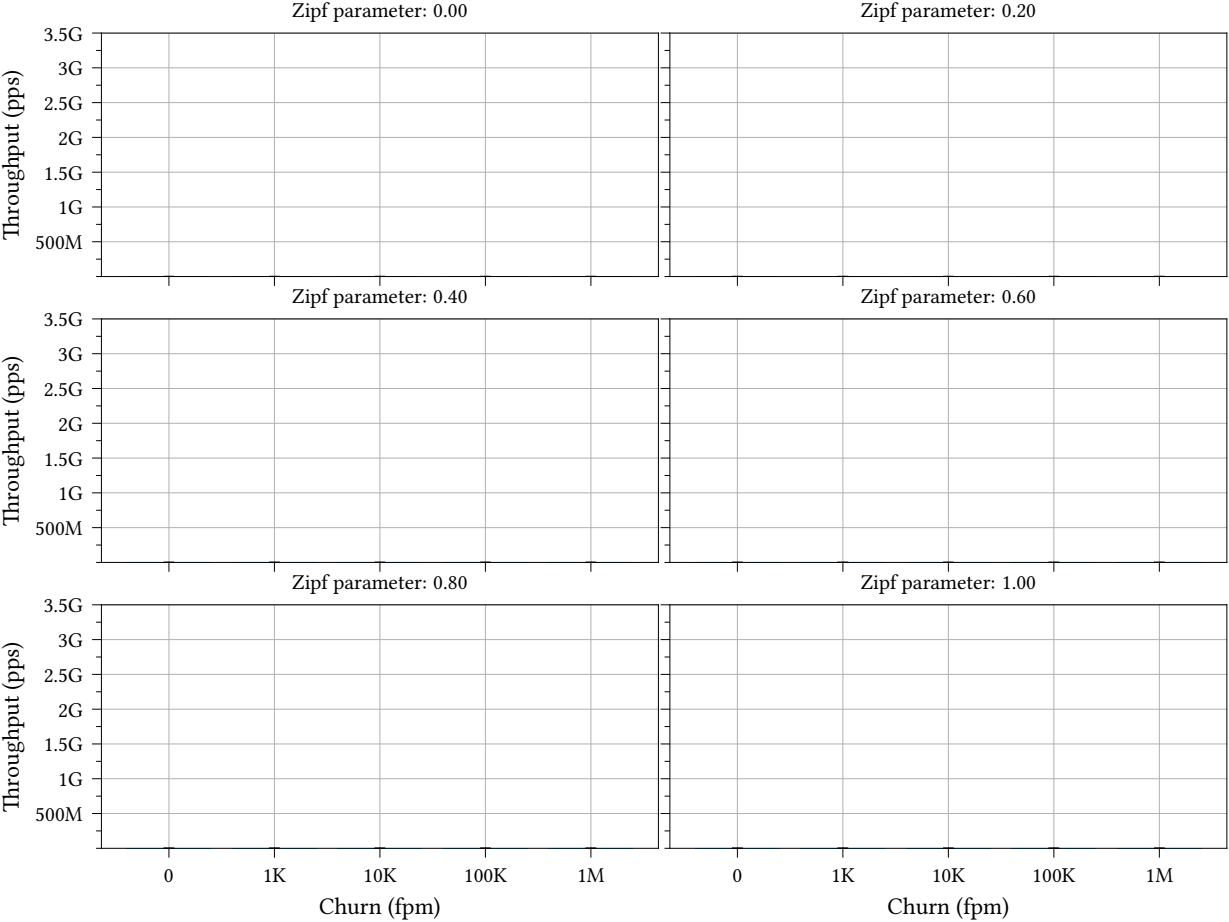 Zipf parameter: 0.00
Zipf parameter: 0.20
3.5G
3G
2.5G
2G
1.5G
1G
500M
Throughput (pps)
Zipf parameter: 0.40
Zipf parameter: 0.60
3.5G
3G
2.5G
2G
1.5G
1G
500M
Throughput (pps)
Zipf parameter: 0.80
Zipf parameter: 1.00
3.5G
3G
2.5G
2G
1.5G
1G
500M
Throughput (pps)
0 1K 10K 100K 1M
0 1K 10K 100K 1M
Churn (fpm)
Churn (fpm)